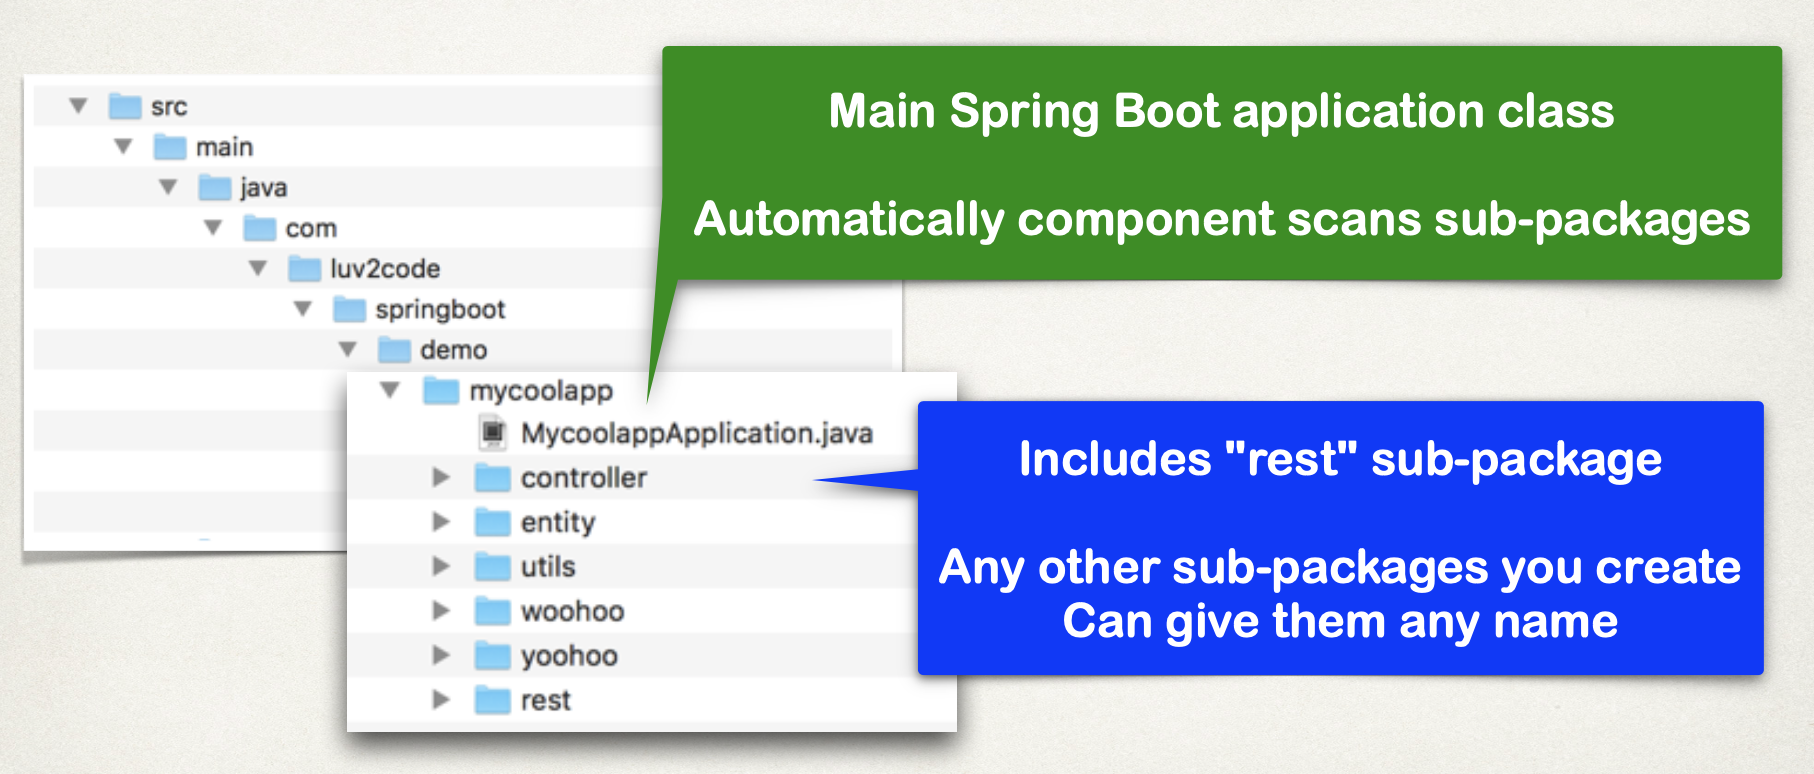 src
main
java
com
luv2code
springboot
demo
mycoolapp
MycoolappApplication.java
controller
entity
utils
woohoo
yoohoo
rest
Main Spring Boot application class
Automatically component scans sub-packages
Includes "rest" sub-package
Any other sub-packages you create
Can give them any name